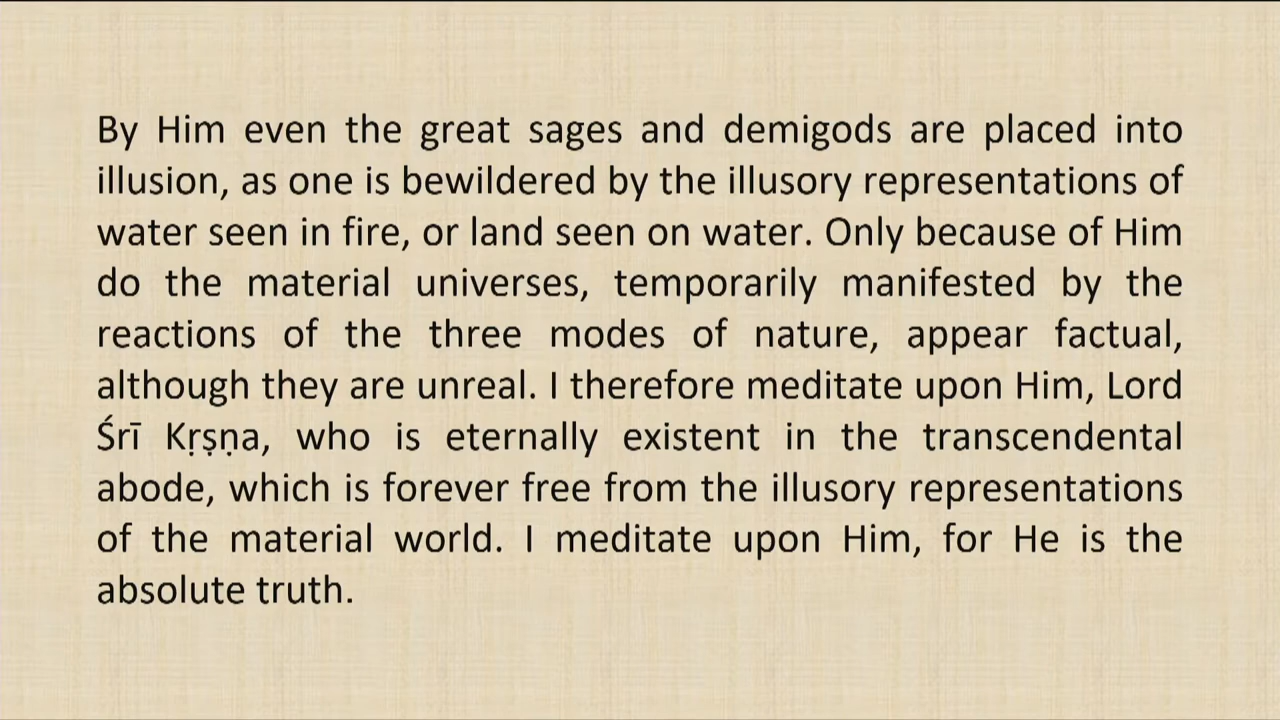 By Him even the great sages and demigods are placed into
illusion, as one is bewildered by the illusory representations of
water seen in fire, or land seen on water. Only because of Him
do the material universes, temporarily manifested by the
reactions of the three modes of nature, appear factual,
although they are unreal. I therefore meditate upon Him, Lord
Śrī Kṛṣṇa, who is eternally existent in the transcendental
abode, which is forever free from the illusory representations
of the material world. I meditate upon Him, for He is the
absolute truth.